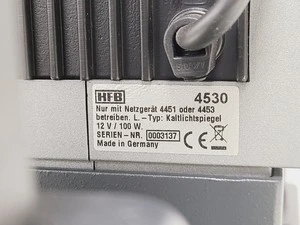 HFB 4530
Nur mit Netzgerät 4451 oder 4453
betreiben. L.-Typ: Kaltlichtspiegel
12 V / 100 W.
SERIEN-NR. 0003137
Made in Germany CE